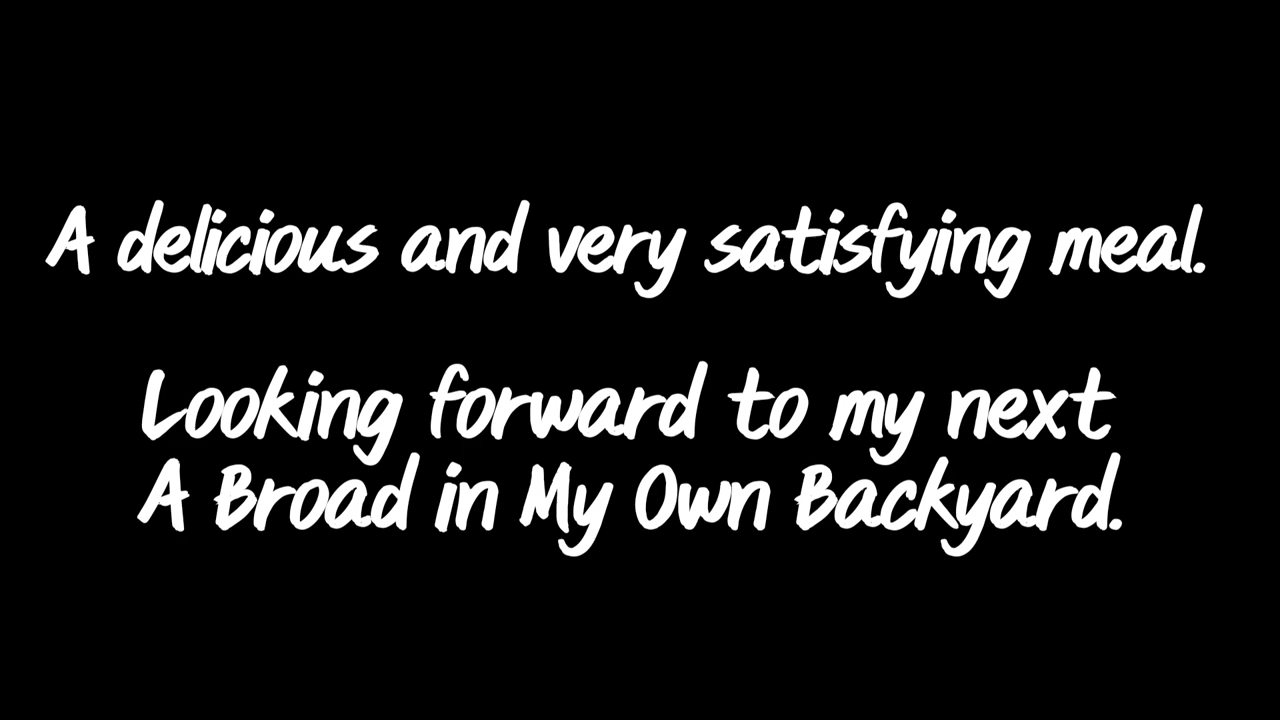 A delicious and very satisfying meal.
Looking forward to my next
A Broad in My Own Backyard.